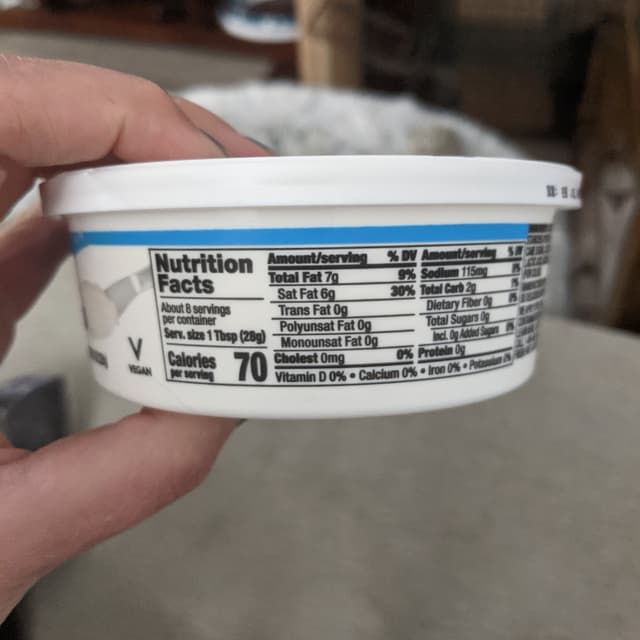 Nutrition
Facts
About 8 servings
per container
Serv. size 1 Tbsp (28g)
Calories
per serving
70
Amount/serving % DV
Total Fat 7g 9%
Sat Fat 6g 30%
Trans Fat 0g
Polyunsat Fat 0g
Monounsat Fat 0g
Cholest 0mg 0%
Amount/serving
Sodium 115mg
Total Carb 2g
Dietary Fiber 0g
Total Sugars 0g
Incl. 0g Added Sugars
Protein 0g
Vitamin D 0% • Calcium 0% • Iron 0% • Potassium 0%
V
VEGAN